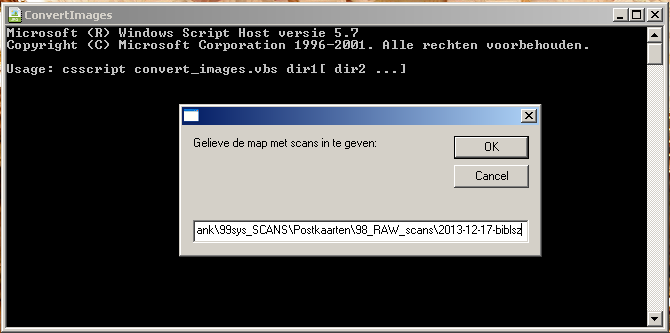 ConvertImages
Microsoft (R) Windows Script Host versie 5.7
Copyright (C) Microsoft Corporation 1996-2001. Alle rechten voorbehouden.
Usage: csscript convert_images.vbs dir1[ dir2 ...]
Gelieve de map met scans in te geven:
OK
Cancel
ank\99sys_SCANS\Postkaarten\98_RAW_scans\2013-12-17-biblsz